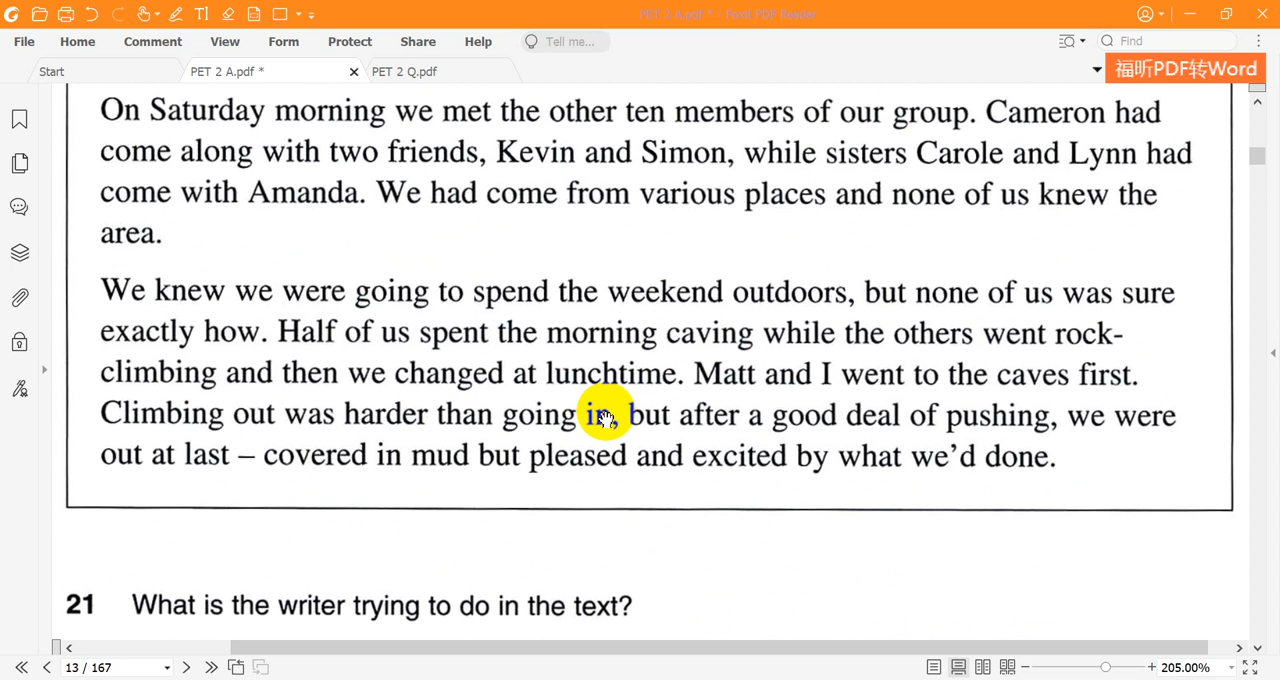 PET 2 A.pdf * - Foxit PDF Reader
File Home Comment View Form Protect Share Help Tell me... Find
Start PET 2 A.pdf * PET 2 Q.pdf 福昕PDF转Word
On Saturday morning we met the other ten members of our group. Cameron had
come along with two friends, Kevin and Simon, while sisters Carole and Lynn had
come with Amanda. We had come from various places and none of us knew the
area.
We knew we were going to spend the weekend outdoors, but none of us was sure
exactly how. Half of us spent the morning caving while the others went rock-
climbing and then we changed at lunchtime. Matt and I went to the caves first.
Climbing out was harder than going in, but after a good deal of pushing, we were
out at last – covered in mud but pleased and excited by what we'd done.
21 What is the writer trying to do in the text?
13 / 167 205.00%